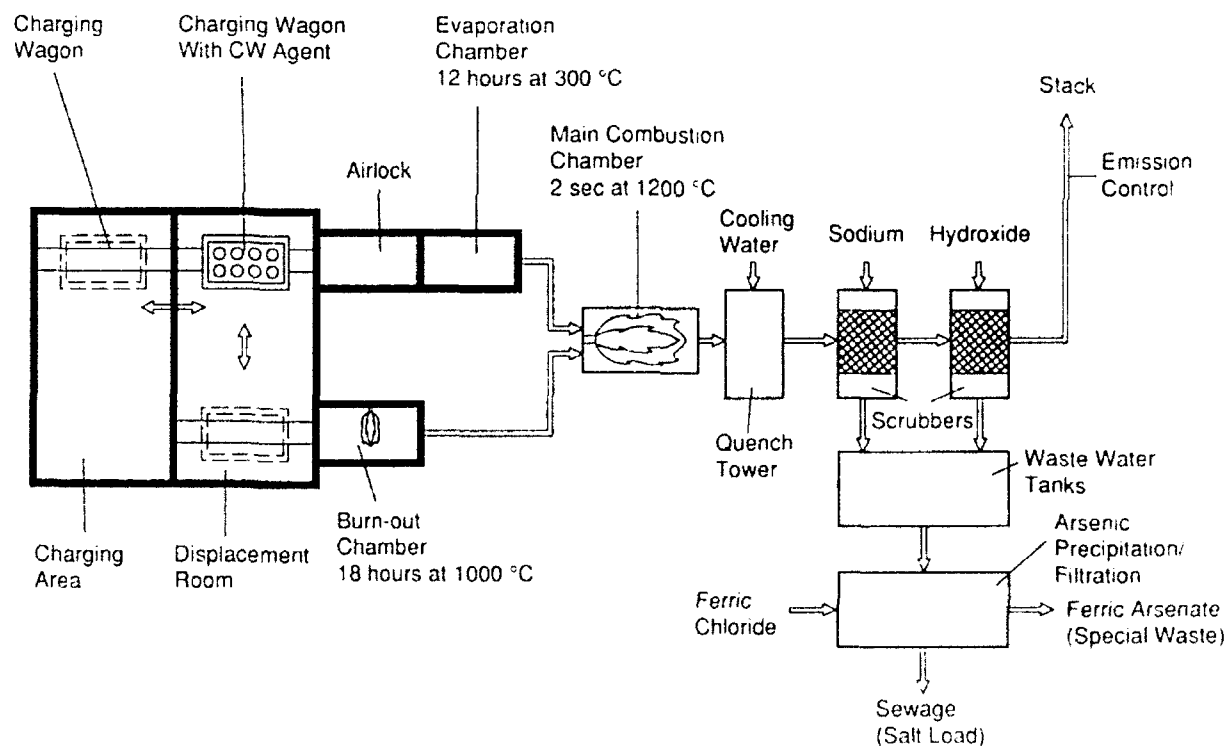 Charging
Wagon
Charging Wagon
With CW Agent
Evaporation
Chamber
12 hours at 300 °C
Main Combustion
Chamber
2 sec at 1200 °C
Airlock
Stack
Emission
Control
Cooling
Water
Sodium
Hydroxide
Scrubbers
Quench
Tower
Waste Water
Tanks
Charging
Area
Displacement
Room
Burn-out
Chamber
18 hours at 1000 °C
Arsenic
Precipitation/
Filtration
Ferric
Chloride
Ferric Arsenate
(Special Waste)
Sewage
(Salt Load)